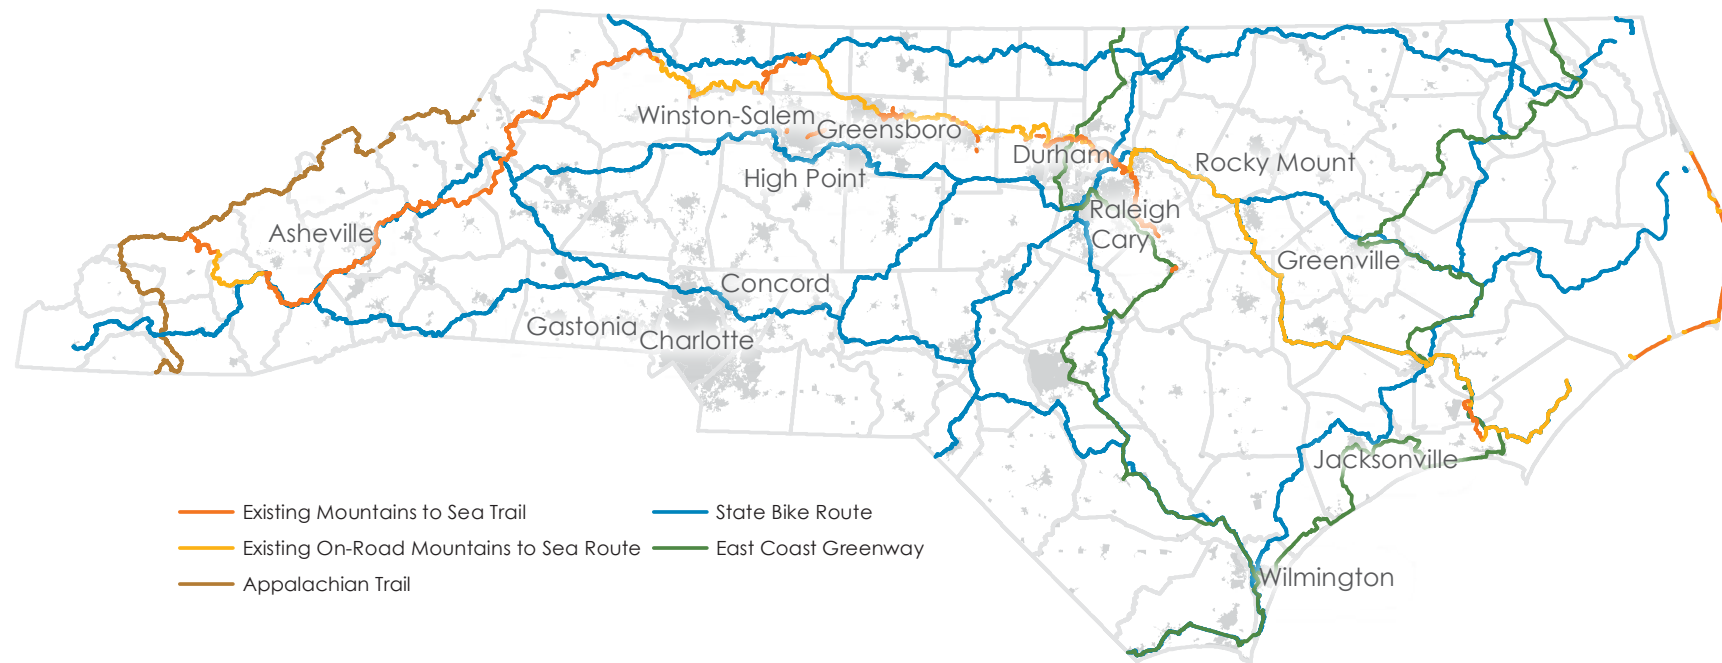 Winston-Salem
Greensboro
Durham
Rocky Mount
High Point
Raleigh
Asheville
Cary
Greenville
Concord
Gastonia
Charlotte
Jacksonville
Existing Mountains to Sea Trail
State Bike Route
Existing On-Road Mountains to Sea Route
East Coast Greenway
Appalachian Trail
Wilmington